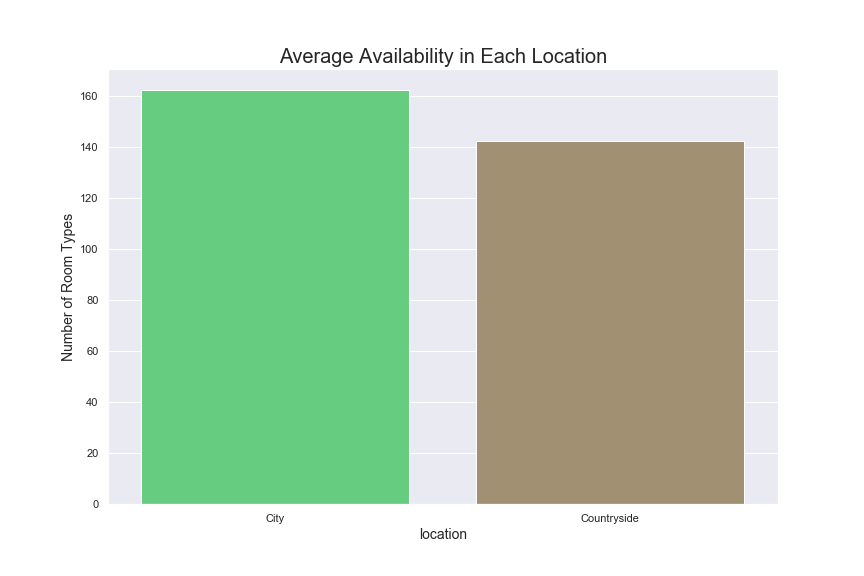 Average Availability in Each Location
Number of Room Types
160
140
120
100
80
60
40
20
0
City
Countryside
location